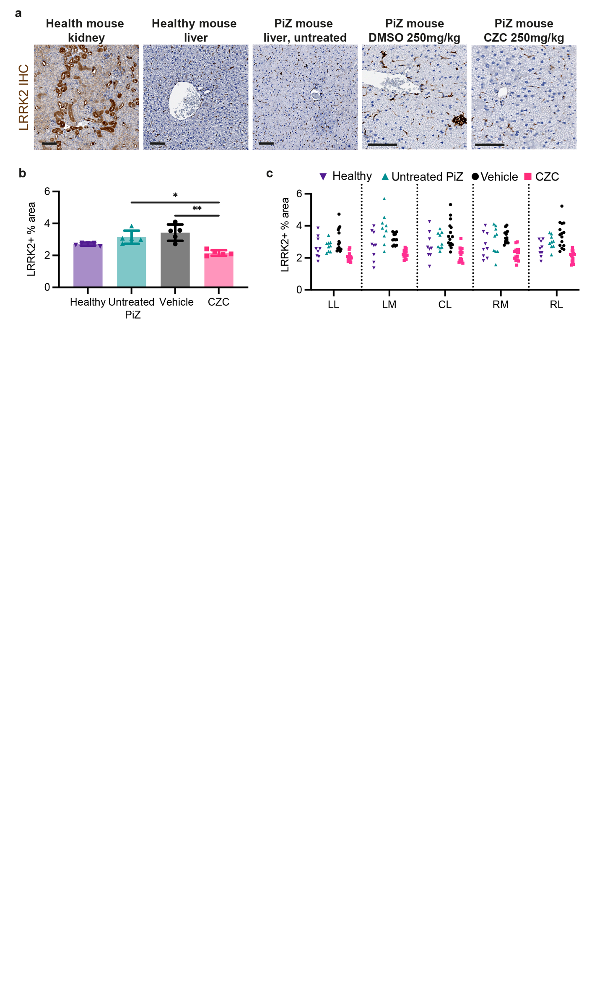 a
Health mouse
kidney
Healthy mouse
liver
PiZ mouse
liver, untreated
PiZ mouse
DMSO 250mg/kg
PiZ mouse
CZC 250mg/kg
LRRK2 IHC
b
LRRK2+ % area
6
4
2
0
*
**
Healthy
Untreated
PiZ
Vehicle
CZC
c
Healthy
Untreated PiZ
Vehicle
CZC
LRRK2+ % area
6
4
2
0
LL
LM
CL
RM
RL